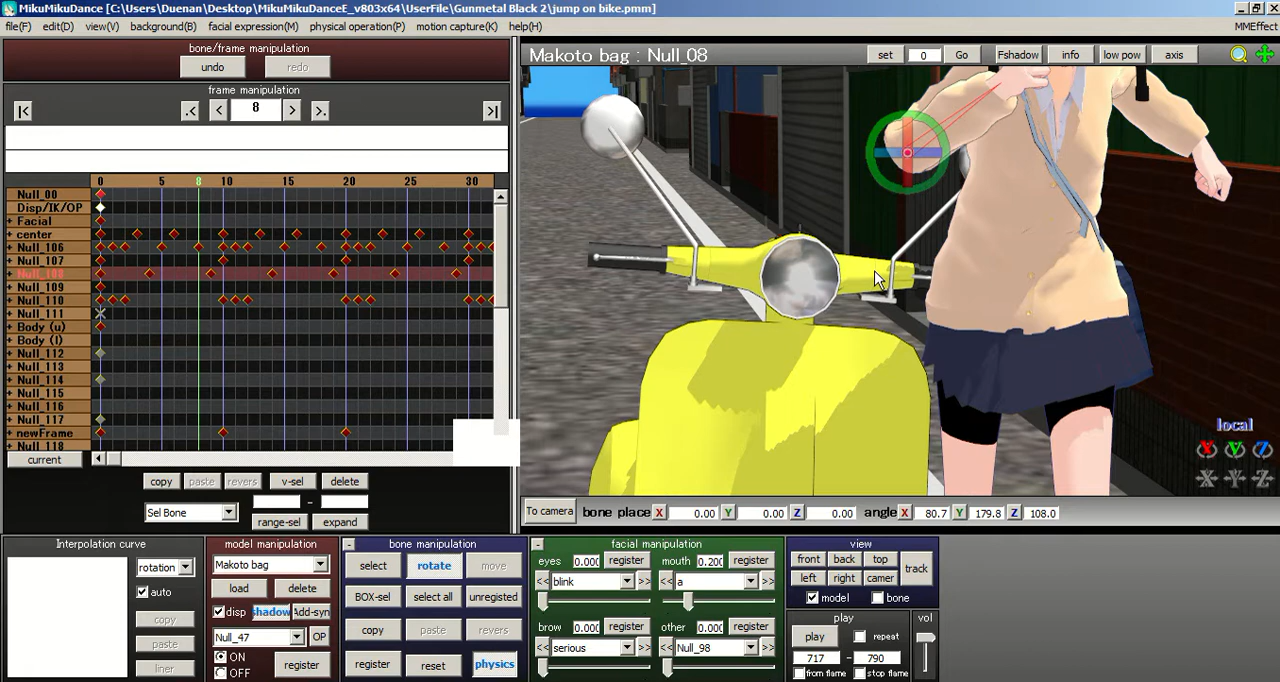 MikuMikuDance [C:\Users\Duenan\Desktop\MikuMikuDanceE_v803x64\UserFile\Gunmetal Black 2\jump on bike.pmm]
file(F) edit(D) view(V) background(B) facial expression(M) physical operation(P) motion capture(K) help(H) MMEffect
bone/frame manipulation
undo redo
frame manipulation
|< .< < 8 > >. >|
0 5 8 10 15 20 25 30
Null_00
Disp/IK/OP
+ Facial
+ center
+ Null_106
+ Null_107
+ Null_108
+ Null_109
+ Null_110
+ Null_111
+ Body (u)
+ Body (l)
+ Null_112
+ Null_113
+ Null_114
+ Null_115
+ Null_116
+ Null_117
+ newFrame
+ Null_118
current
copy paste revers v-sel delete
Sel Bone -
range-sel expand
Makoto bag : Null_08
set 0 Go Fshadow info low pow axis
local
X Y Z
X Y Z
To camera bone place X 0.00 Y 0.00 Z 0.00 angle X 80.7 Y 179.8 Z 108.0
Interpolation curve
rotation
auto
copy
paste
liner
model manipulation
Makoto bag
load delete
disp shadow Add-syn
Null_47 OP
ON
OFF
register
- bone manipulation
select rotate move
BOX-sel select all unregisted
copy paste revers
register reset physics
- facial manipulation
eyes 0.000 register mouth 0.200 register
<< blink >> << a >>
brow 0.000 register other 0.000 register
<< serious >> << Null_98 >>
view
front back top
left right camer
track
model bone
play
play repeat
717 - 790
from flame stop flame
vol